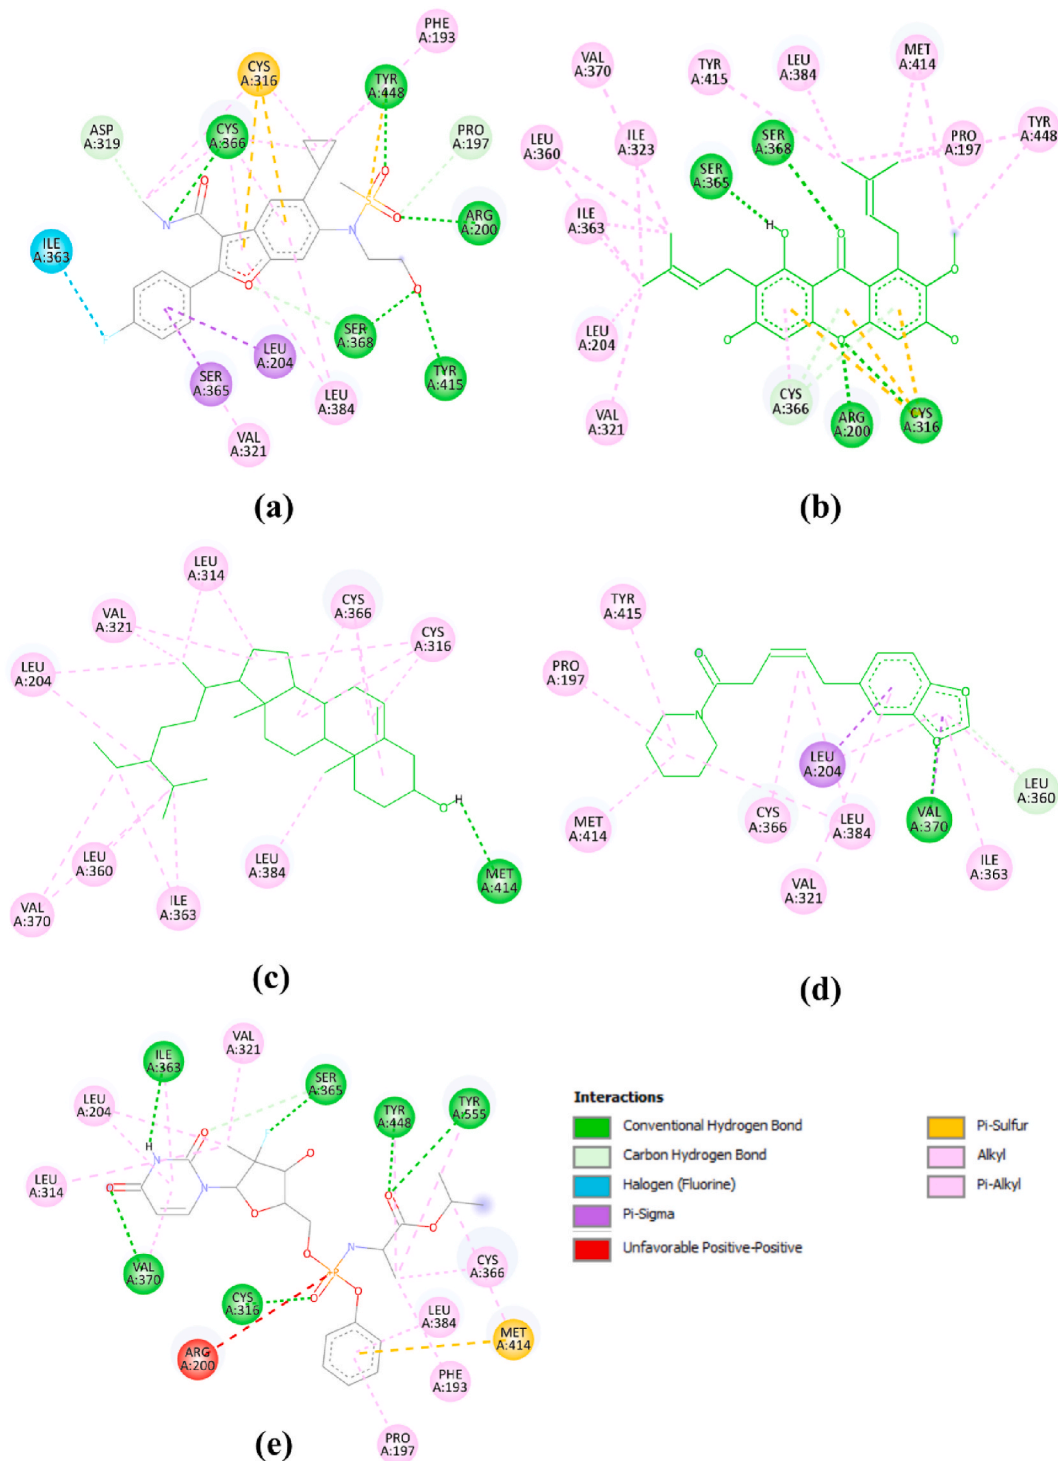 PHE
A:193
CYS
A:316
TYR
A:448
ASP
A:319
CYS
A:366
PRO
A:197
O
N
O
S
O
N
ARG
A:200
ILE
A:363
O
O
SER
A:368
LEU
A:204
SER
A:365
TYR
A:415
LEU
A:384
VAL
A:321
(a)
VAL
A:370
TYR
A:415
LEU
A:384
MET
A:414
LEU
A:360
ILE
A:323
SER
A:368
PRO
A:197
TYR
A:448
SER
A:365
ILE
A:363
H
O
O
O
LEU
A:204
O
O
O
CYS
A:366
ARG
A:200
CYS
A:316
VAL
A:321
(b)
LEU
A:314
VAL
A:321
CYS
A:366
CYS
A:316
LEU
A:204
H
O
LEU
A:360
LEU
A:384
MET
A:414
VAL
A:370
ILE
A:363
(c)
TYR
A:415
PRO
A:197
O
N
O
O
LEU
A:204
LEU
A:360
MET
A:414
CYS
A:366
LEU
A:384
VAL
A:370
VAL
A:321
ILE
A:363
(d)
ILE
A:363
VAL
A:321
SER
A:365
LEU
A:204
TYR
A:448
TYR
A:555
H
N
O
O
LEU
A:314
O
N
O
O
O
O
N
P
O
O
VAL
A:370
CYS
A:316
CYS
A:366
LEU
A:384
MET
A:414
ARG
A:200
PHE
A:193
PRO
A:197
(e)
Interactions
Conventional Hydrogen Bond
Carbon Hydrogen Bond
Halogen (Fluorine)
Pi-Sigma
Unfavorable Positive-Positive
Pi-Sulfur
Alkyl
Pi-Alkyl